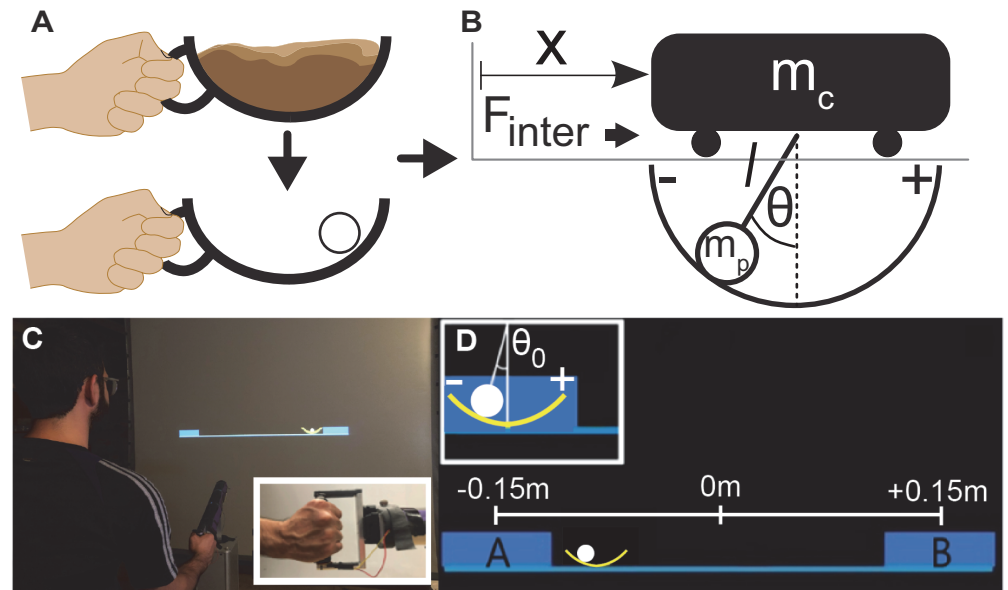 A
B
X
m_c
F_inter
-
+
l
θ
m_p
C
D
θ_0
-
+
-0.15m
0m
+0.15m
A
B